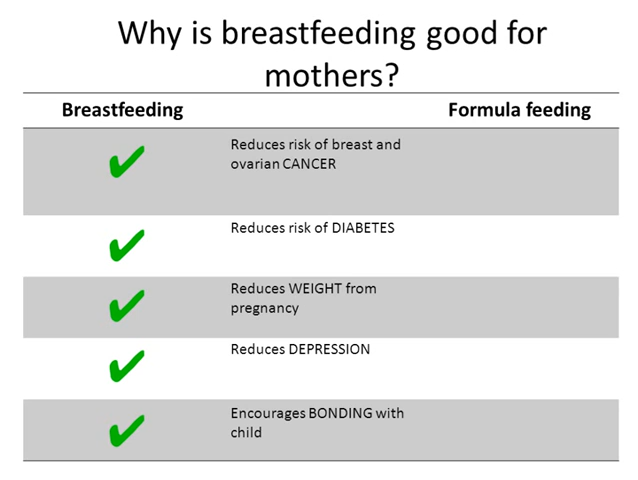 Why is breastfeeding good for
mothers?
Breastfeeding
Formula feeding
Reduces risk of breast and
ovarian CANCER
Reduces risk of DIABETES
Reduces WEIGHT from
pregnancy
Reduces DEPRESSION
Encourages BONDING with
child